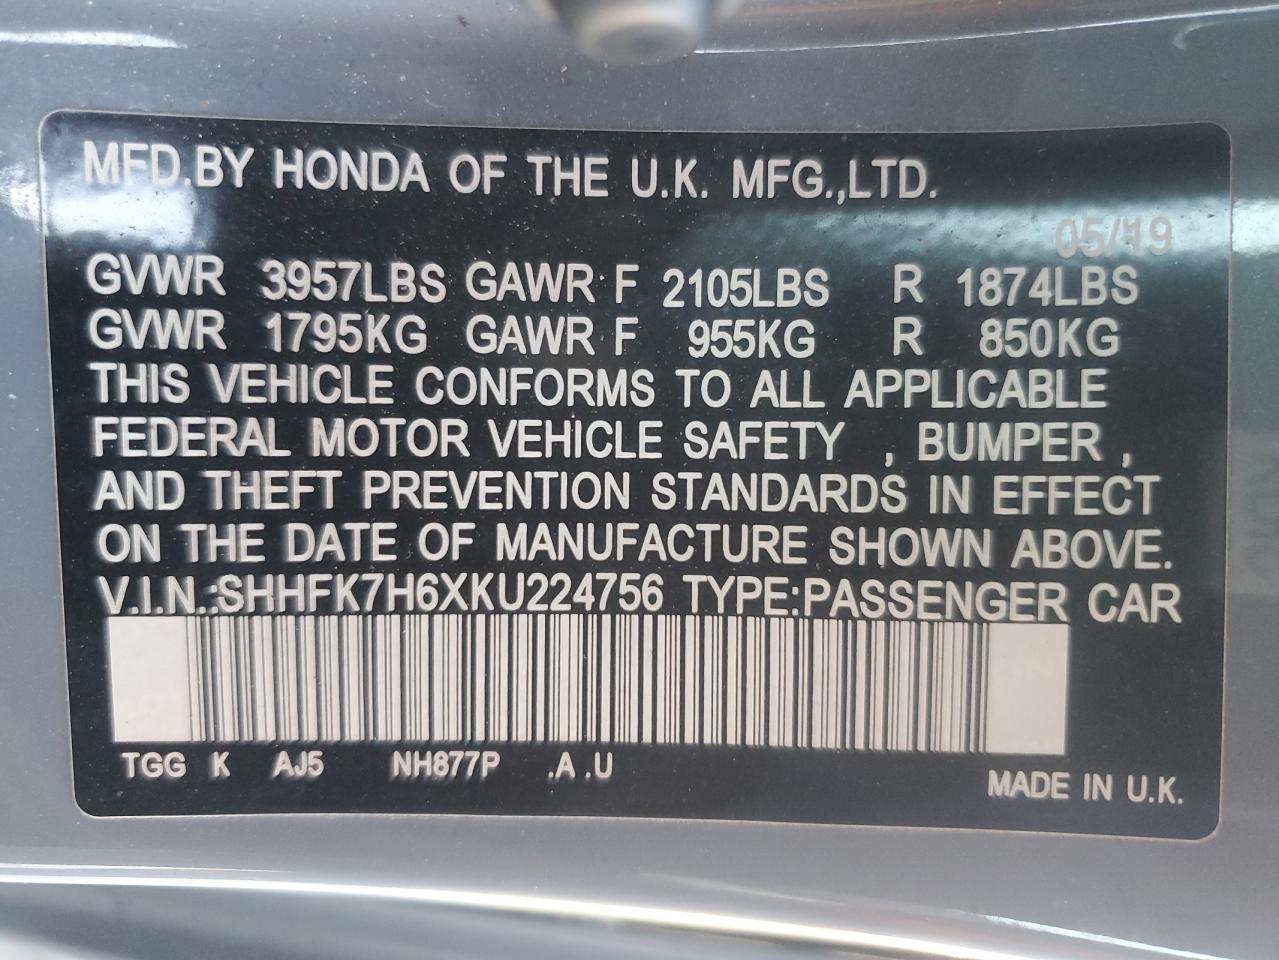 MFD.BY HONDA OF THE U.K. MFG.,LTD.
05/19
GVWR 3957LBS GAWR F 2105LBS R 1874LBS
GVWR 1795KG GAWR F 955KG R 850KG
THIS VEHICLE CONFORMS TO ALL APPLICABLE
FEDERAL MOTOR VEHICLE SAFETY , BUMPER ,
AND THEFT PREVENTION STANDARDS IN EFFECT
ON THE DATE OF MANUFACTURE SHOWN ABOVE.
V.I.N.:SHHFK7H6XKU224756 TYPE:PASSENGER CAR
TGG K AJ5 NH877P .A .U
MADE IN U.K.